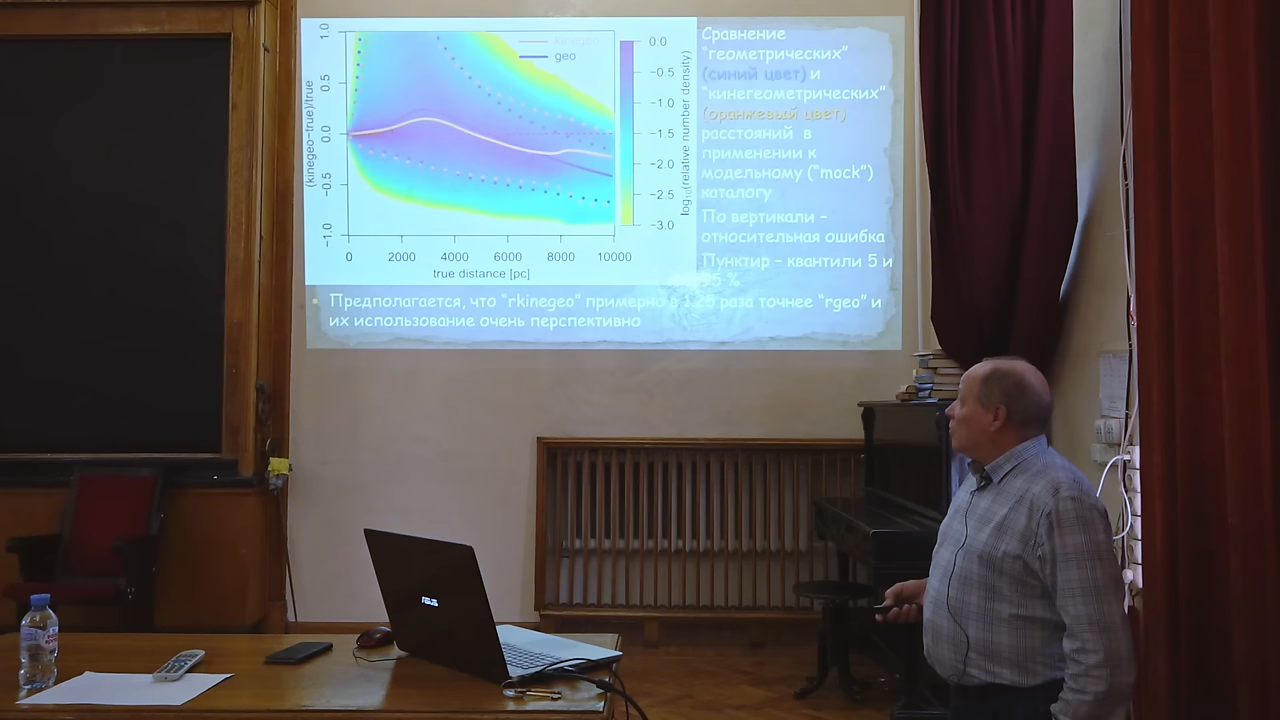 1.0
0.5
0.0
−0.5
−1.0
(kinegeo−true)/true
kinegeo
geo
0
2000
4000
6000
8000
10000
true distance [pc]
0.0
−0.5
−1.0
−1.5
−2.0
−2.5
−3.0
log₁₀(relative number density)
Сравнение
"геометрических"
(синий цвет) и
"кинегеометрических"
(оранжевый цвет)
расстояний в
применении к
модельному ("mock")
каталогу
По вертикали –
относительная ошибка
Пунктир – квантили 5 и
95 %
Предполагается, что "rkinegeo" примерно в 1.25 раза точнее "rgeo" и
их использование очень перспективно
ASUS